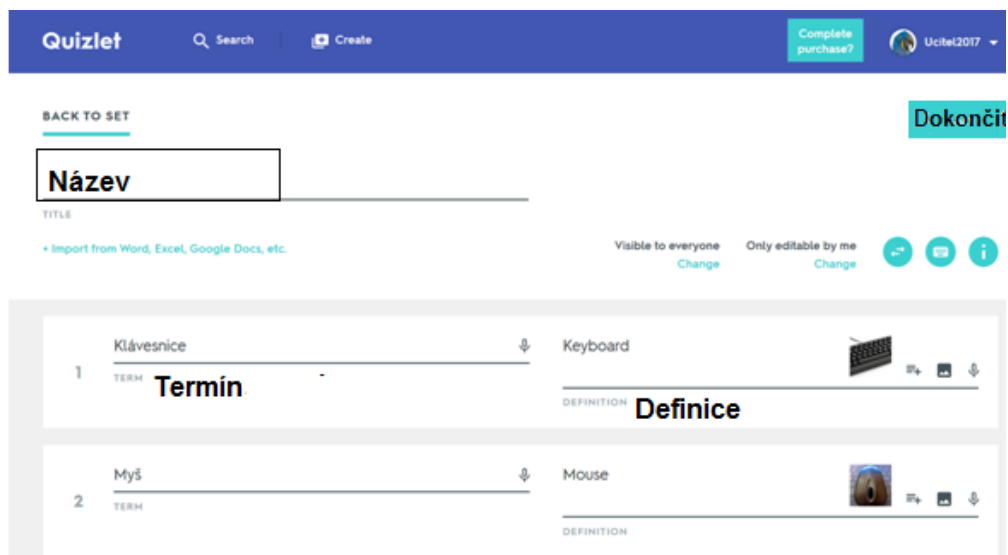 Quizlet Search Create Complete purchase? Ucitel2017
BACK TO SET
Dokončit
Název
TITLE
+ Import from Word, Excel, Google Docs, etc.
Visible to everyone Only editable by me
Change Change
Klávesnice Keyboard
1 TERM Termín DEFINITION Definice
Myš Mouse
2 TERM DEFINITION